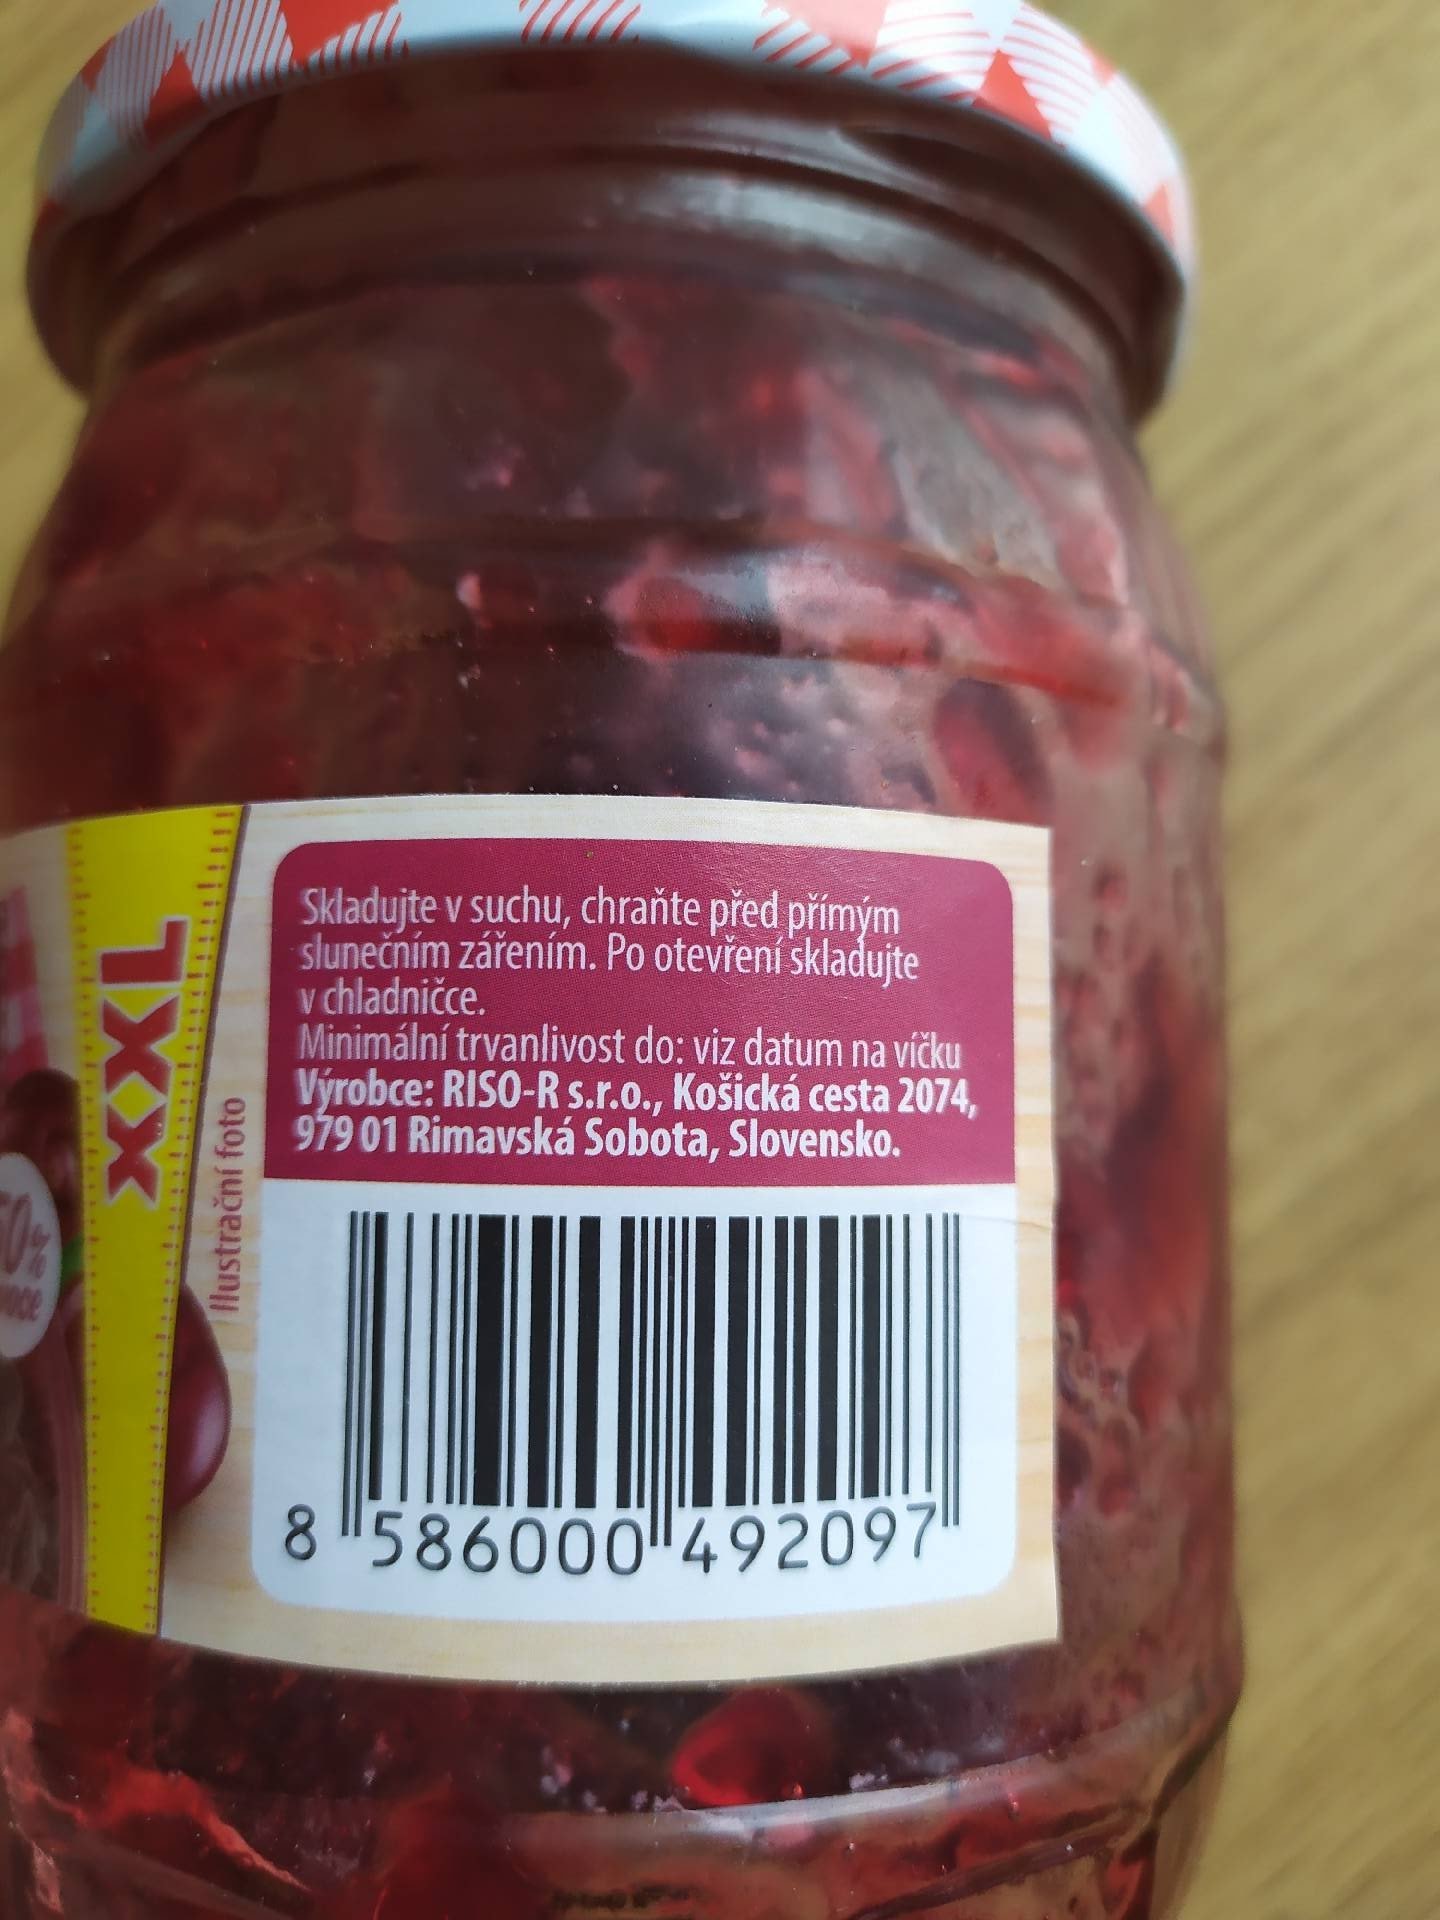 Skladujte v suchu, chraňte před přímým
slunečním zářením. Po otevření skladujte
v chladničce.
Minimální trvanlivost do: viz datum na víčku
Výrobce: RISO-R s.r.o., Košická cesta 2074,
979 01 Rimavská Sobota, Slovensko.
XXL
Ilustrační foto
50%
8 586000 492097